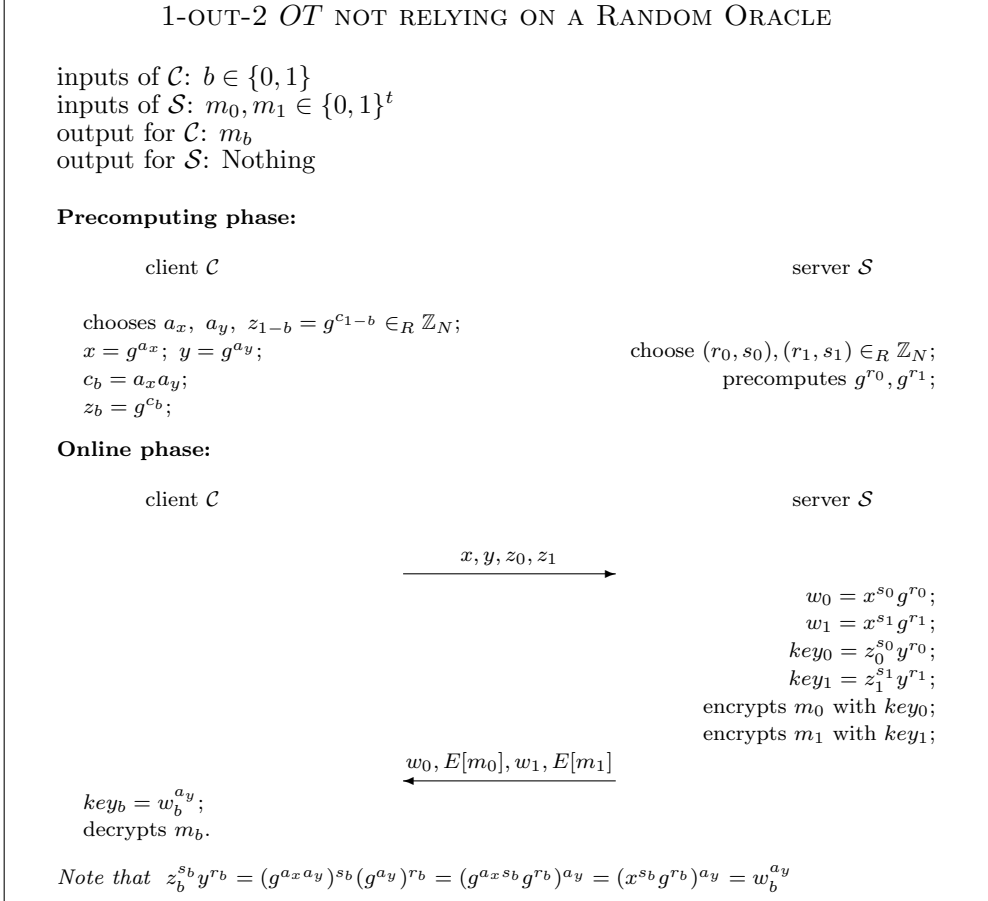 1-OUT-2 OT NOT RELYING ON A RANDOM ORACLE
inputs of 𝒞: b ∈ {0, 1}
inputs of 𝒮: m₀, m₁ ∈ {0, 1}^t
output for 𝒞: m_b
output for 𝒮: Nothing
Precomputing phase:
client 𝒞
server 𝒮
chooses a_x, a_y, z_{1−b} = g^{c_{1−b}} ∈_R ℤ_N;
x = g^{a_x}; y = g^{a_y};
c_b = a_x a_y;
z_b = g^{c_b};
choose (r₀, s₀), (r₁, s₁) ∈_R ℤ_N;
precomputes g^{r₀}, g^{r₁};
Online phase:
client 𝒞
server 𝒮
x, y, z₀, z₁
w₀ = x^{s₀} g^{r₀};
w₁ = x^{s₁} g^{r₁};
key₀ = z₀^{s₀} y^{r₀};
key₁ = z₁^{s₁} y^{r₁};
encrypts m₀ with key₀;
encrypts m₁ with key₁;
w₀, E[m₀], w₁, E[m₁]
key_b = w_b^{a_y};
decrypts m_b.
Note that z_b^{s_b} y^{r_b} = (g^{a_x a_y})^{s_b} (g^{a_y})^{r_b} = (g^{a_x s_b} g^{r_b})^{a_y} = (x^{s_b} g^{r_b})^{a_y} = w_b^{a_y}